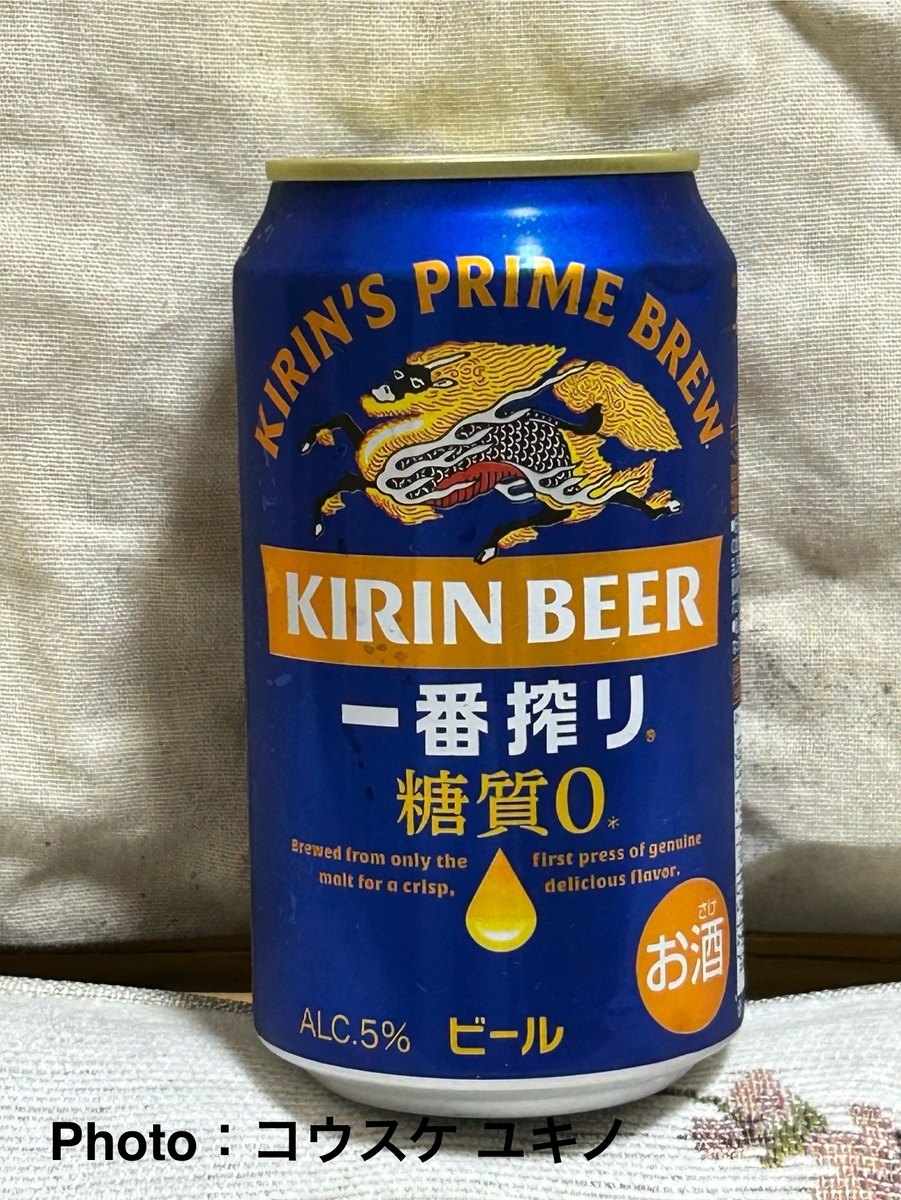 KIRIN'S PRIME BREW
KIRIN BEER
一番搾り
糖質0*
Brewed from only the
malt for a crisp,
first press of genuine
delicious flavor.
さけ
お酒
ALC.5% ビール
Photo：コウスケ ユキノ